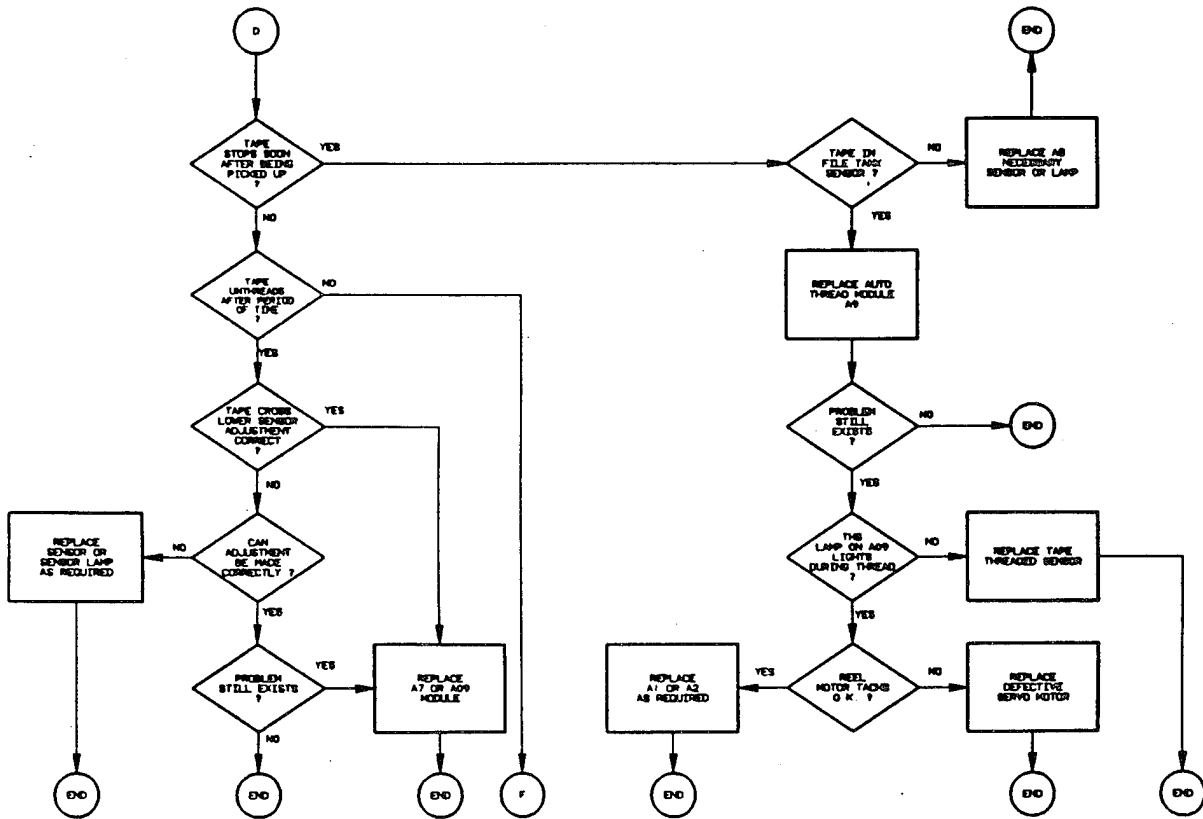 D
END
TAPE
STOPS SOON
AFTER BEING
PICKED UP
?
YES
NO
TAPE IN
FILE
SENSOR ?
NO
YES
REPLACE AS
NECESSARY
SENSOR OR LAMP
TAPE
UNTHREADS
AFTER PERIOD
OF TIME
?
NO
YES
REPLACE AUTO
THREAD MODULE
A9
TAPE CROSS
LOWER SENSOR
ADJUSTMENT
CORRECT
?
YES
NO
PROBLEM
STILL
EXISTS
?
NO
YES
END
REPLACE
SENSOR OR
SENSOR LAMP
AS REQUIRED
NO
CAN
ADJUSTMENT
BE MADE
CORRECTLY ?
YES
LAMP ON A09
LIGHTS
DURING THREAD
?
NO
YES
REPLACE TAPE
THREADED SENSOR
PROBLEM
STILL EXISTS
?
YES
NO
REPLACE
A7 OR A09
MODULE
REPLACE
A1 OR A2
AS REQUIRED
YES
REEL
MOTOR TACHS
O.K. ?
NO
REPLACE
DEFECTIVE
SERVO MOTOR
END
END
END
F
END
END
END